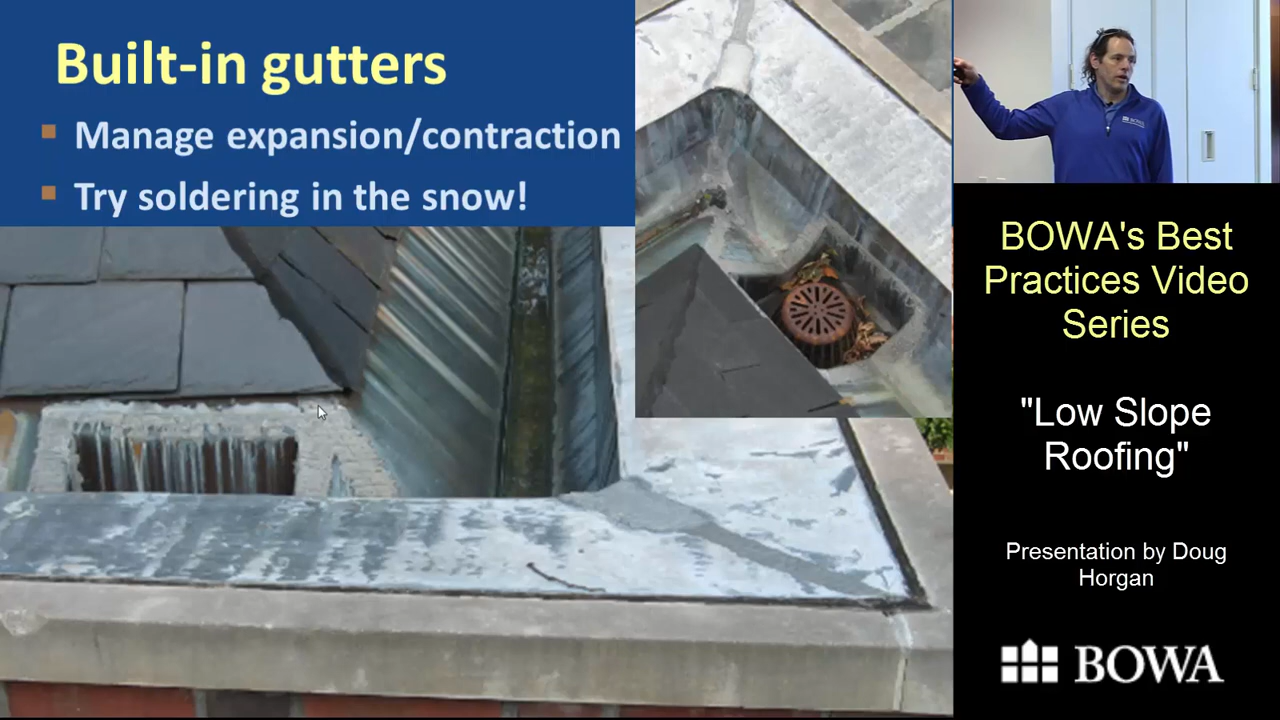 Built-in gutters
Manage expansion/contraction
Try soldering in the snow!
BOWA
BOWA's Best
Practices Video
Series
"Low Slope
Roofing"
Presentation by Doug
Horgan
BOWA